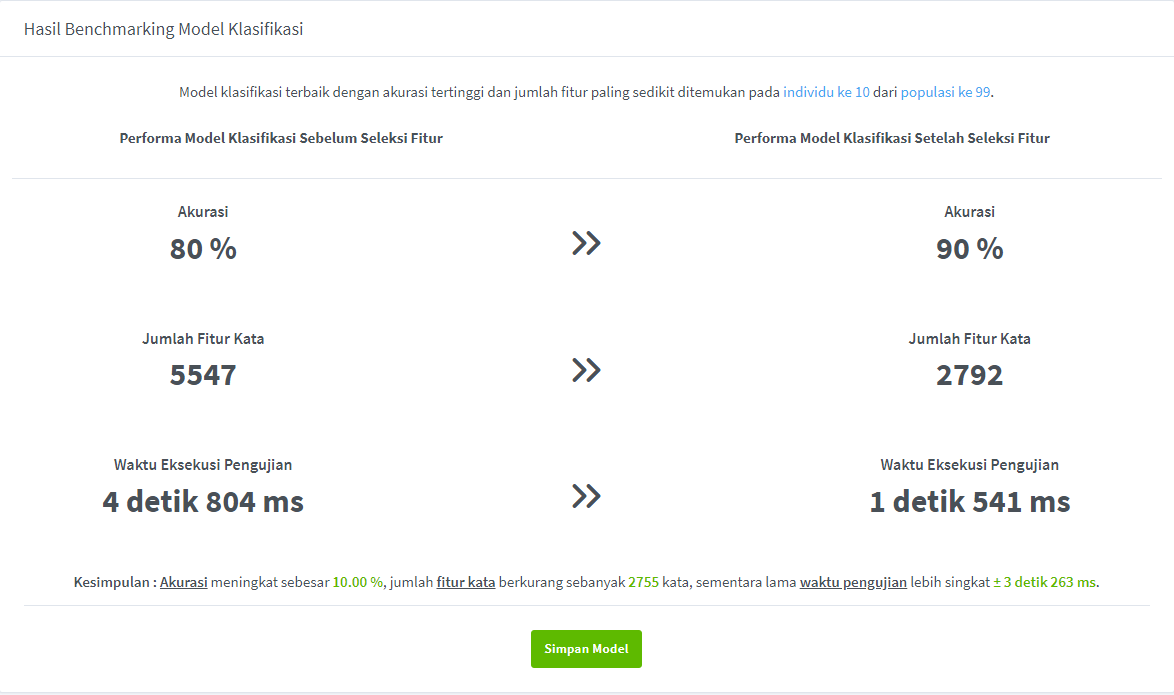 Hasil Benchmarking Model Klasifikasi
Model klasifikasi terbaik dengan akurasi tertinggi dan jumlah fitur paling sedikit ditemukan pada individu ke 10 dari populasi ke 99.
Performa Model Klasifikasi Sebelum Seleksi Fitur
Performa Model Klasifikasi Setelah Seleksi Fitur
Akurasi
80 %
Akurasi
90 %
Jumlah Fitur Kata
5547
Jumlah Fitur Kata
2792
Waktu Eksekusi Pengujian
4 detik 804 ms
Waktu Eksekusi Pengujian
1 detik 541 ms
Kesimpulan : Akurasi meningkat sebesar 10.00 %, jumlah fitur kata berkurang sebanyak 2755 kata, sementara lama waktu pengujian lebih singkat ± 3 detik 263 ms.
Simpan Model